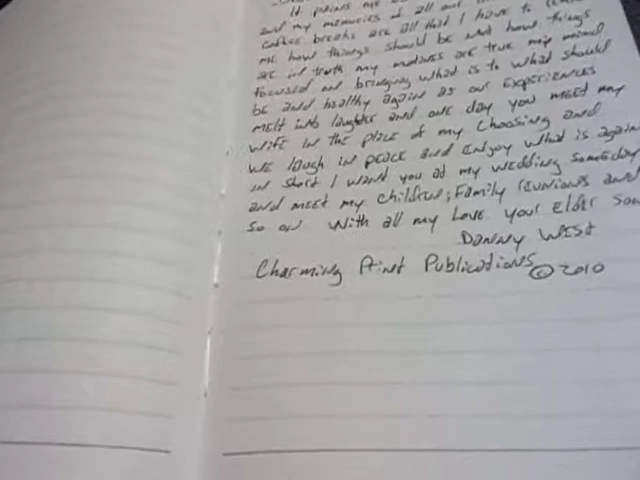 It pains me
and my memories of all our
coffee breaks are all that I have to
me how things should be not how things
are in truth my motives are true my mind
focused on bringing what is to what should
be and healthy again as our experiences
melt into laughter and one day you meet my
wife in the place of my choosing and
we laugh in peace and enjoy what is again
in short I want you at my wedding someday
and meet my children, family reunions and
so on with all my love your elder son
Danny West
Charming Print Publications © 2010